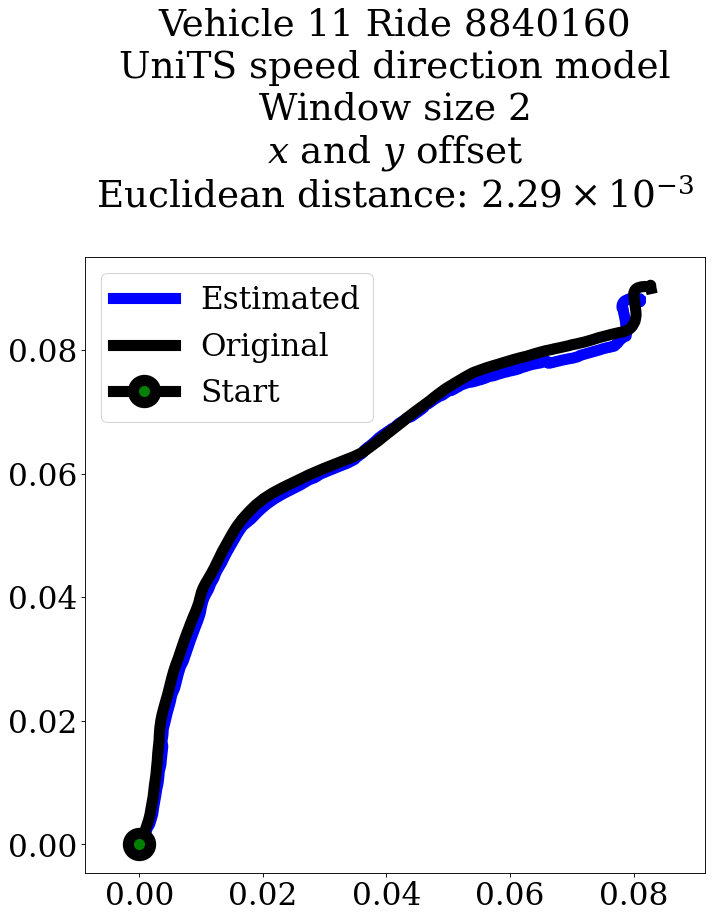 Vehicle 11 Ride 8840160
UniTS speed direction model
Window size 2
x and y offset
Euclidean distance: 2.29 × 10⁻³
Estimated
Original
Start
0.08
0.06
0.04
0.02
0.00
0.00 0.02 0.04 0.06 0.08